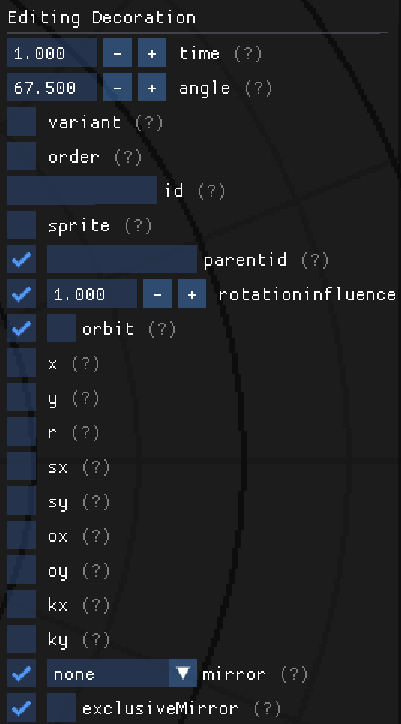 Editing Decoration
1.000 - + time (?)
67.500 - + angle (?)
variant (?)
order (?)
id (?)
sprite (?)
parentid (?)
1.000 - + rotationinfluence
orbit (?)
x (?)
y (?)
r (?)
sx (?)
sy (?)
ox (?)
oy (?)
kx (?)
ky (?)
none mirror (?)
exclusiveMirror (?)